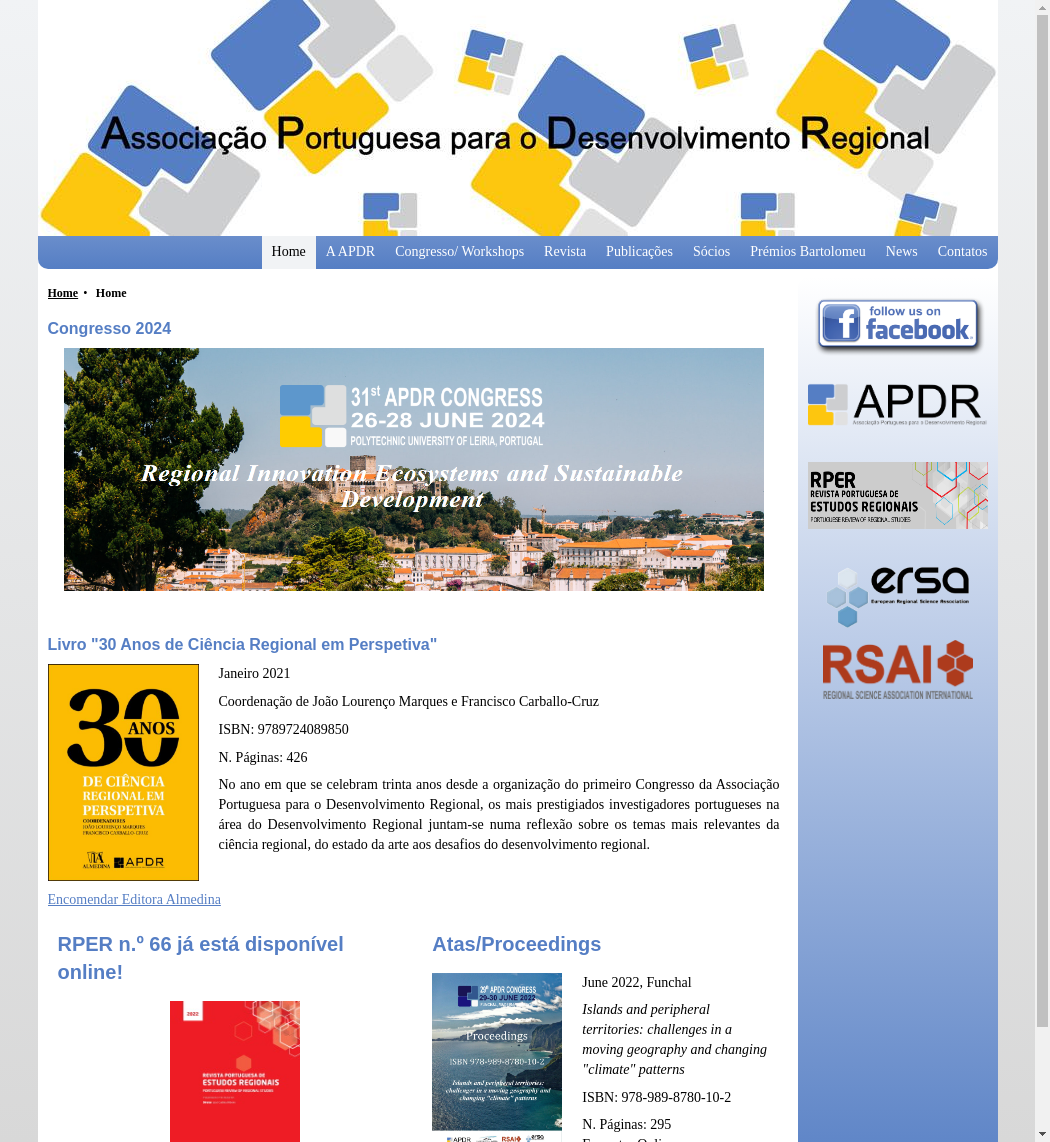 Associação Portuguesa para o Desenvolvimento Regional
Home A APDR Congresso/ Workshops Revista Publicações Sócios Prémios Bartolomeu News Contatos
Home • Home
follow us on
facebook.
APDR
Associação Portuguesa para o Desenvolvimento Regional
RPER
REVISTA PORTUGUESA DE
ESTUDOS REGIONAIS
PORTUGUESE REVIEW OF REGIONAL STUDIES
ersa
European Regional Science Association
RSAI
REGIONAL SCIENCE ASSOCIATION INTERNATIONAL
Congresso 2024
31st APDR CONGRESS
26-28 JUNE 2024
POLYTECHNIC UNIVERSITY OF LEIRIA, PORTUGAL
Regional Innovation Ecosystems and Sustainable
Development
Livro "30 Anos de Ciência Regional em Perspetiva"
30
ANOS
DE CIÊNCIA
REGIONAL EM
PERSPETIVA
COORDENADORES
JOÃO LOURENÇO MARQUES
FRANCISCO CARBALLO-CRUZ
ALMEDINA
APDR
Janeiro 2021
Coordenação de João Lourenço Marques e Francisco Carballo-Cruz
ISBN: 9789724089850
N. Páginas: 426
No ano em que se celebram trinta anos desde a organização do primeiro Congresso da Associação
Portuguesa para o Desenvolvimento Regional, os mais prestigiados investigadores portugueses na
área do Desenvolvimento Regional juntam-se numa reflexão sobre os temas mais relevantes da
ciência regional, do estado da arte aos desafios do desenvolvimento regional.
Encomendar Editora Almedina
RPER n.º 66 já está disponível
online!
2022
REVISTA PORTUGUESA DE
ESTUDOS REGIONAIS
PORTUGUESE REVIEW OF REGIONAL STUDIES
Atas/Proceedings
29th APDR CONGRESS
29-30 JUNE 2022
FUNCHAL, PORTUGAL
Proceedings
ISBN 978-989-8780-10-2
Islands and peripheral territories:
challenges in a moving geography and
changing "climate" patterns
APDR RSAI ersa
June 2022, Funchal
Islands and peripheral
territories: challenges in a
moving geography and changing
"climate" patterns
ISBN: 978-989-8780-10-2
N. Páginas: 295